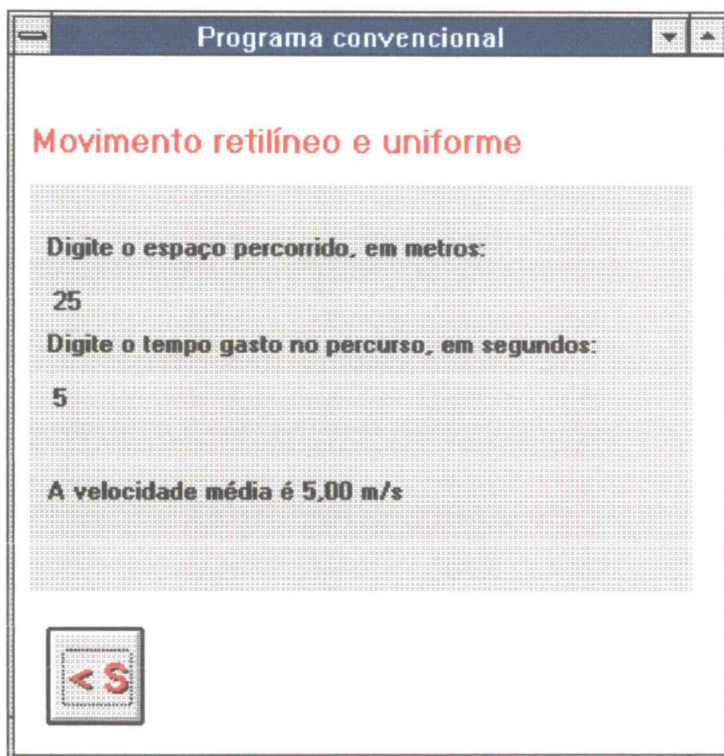 Programa convencional
Movimento retilíneo e uniforme
Digite o espaço percorrido, em metros:
25
Digite o tempo gasto no percurso, em segundos:
5
A velocidade média é 5,00 m/s
< S